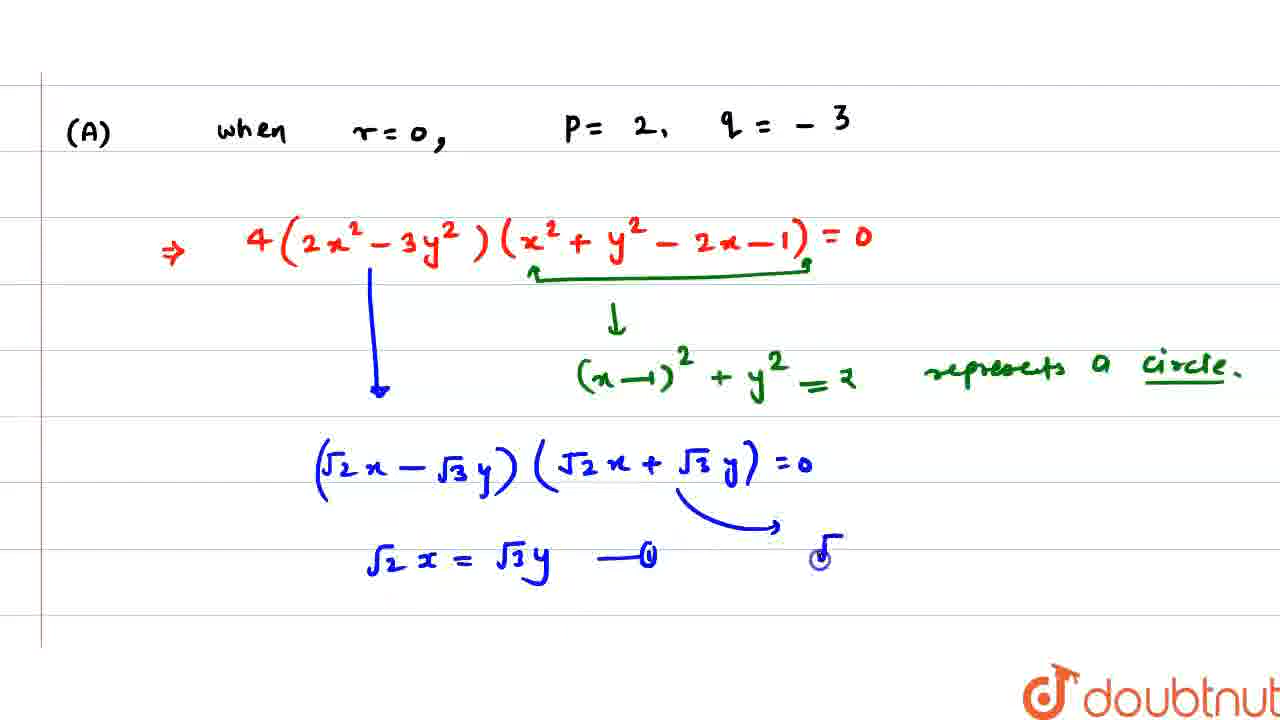 (A) when r = 0, p = 2, q = - 3
⇒ 4(2x² - 3y²)(x² + y² - 2x - 1) = 0
↓
(x - 1)² + y² = 2 represents a circle.
(√2 x - √3 y)(√2 x + √3 y) = 0
√2 x = √3 y —① √
doubtnut